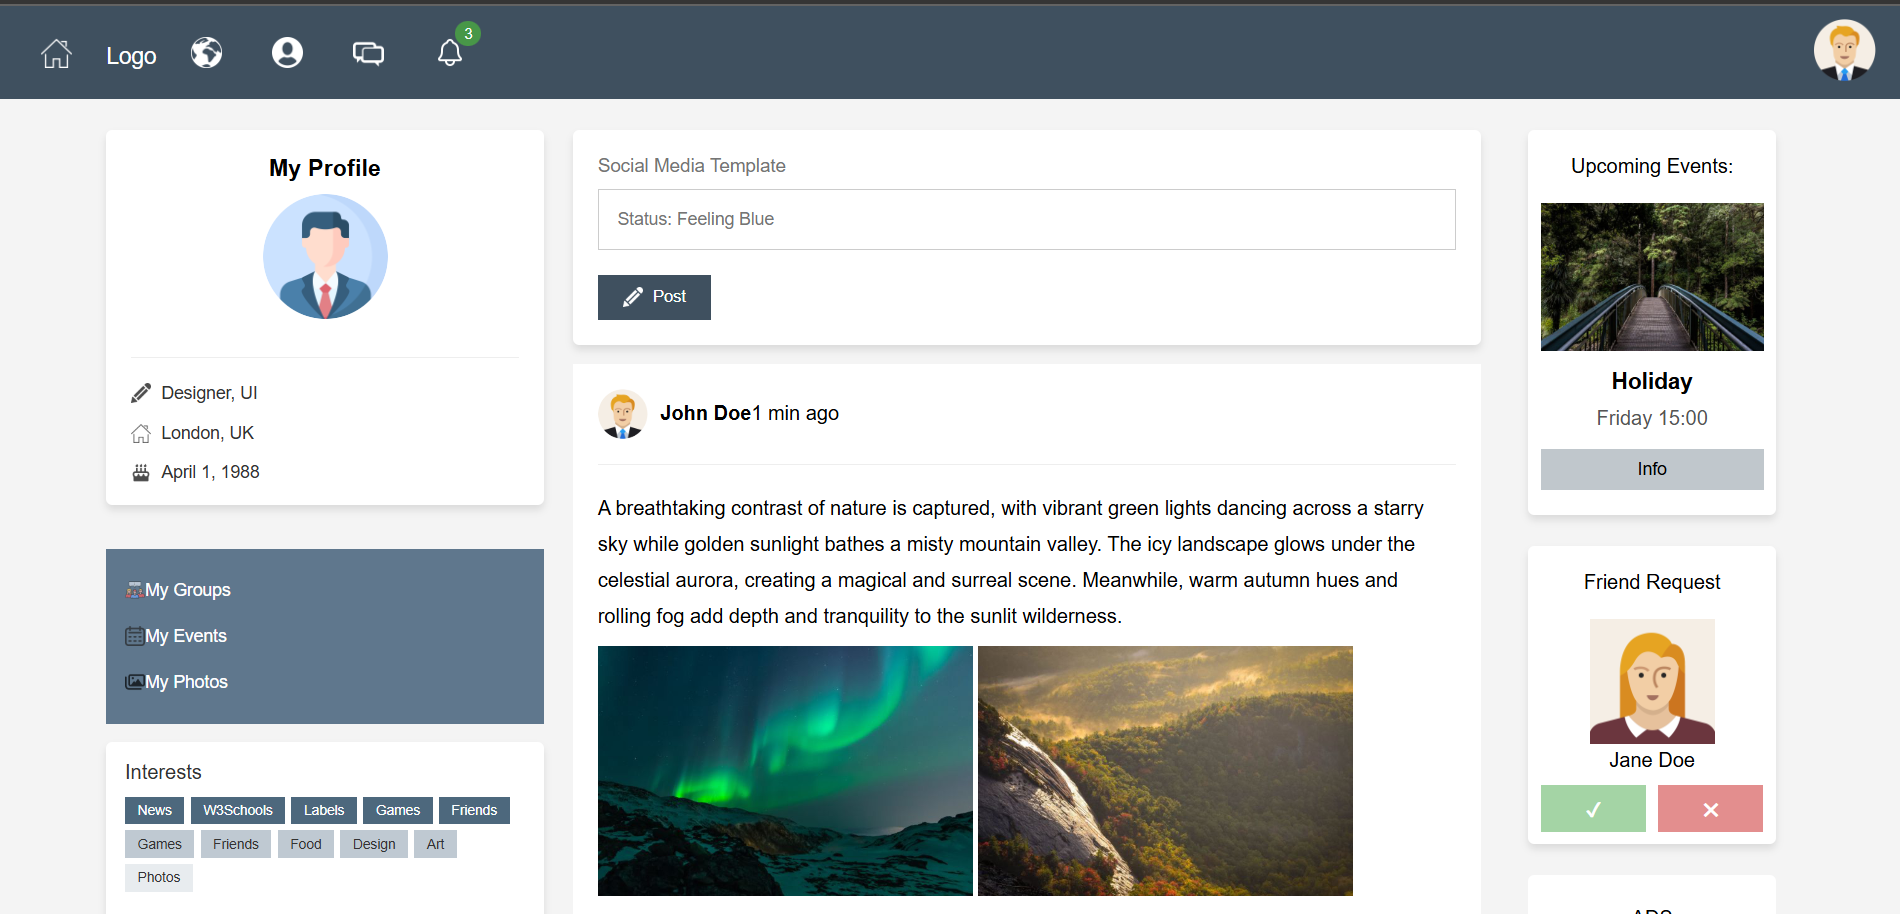 Logo
3
My Profile
Designer, UI
London, UK
April 1, 1988
My Groups
My Events
My Photos
Interests
News W3Schools Labels Games Friends
Games Friends Food Design Art
Photos
Social Media Template
Status: Feeling Blue
Post
John Doe1 min ago
A breathtaking contrast of nature is captured, with vibrant green lights dancing across a starry
sky while golden sunlight bathes a misty mountain valley. The icy landscape glows under the
celestial aurora, creating a magical and surreal scene. Meanwhile, warm autumn hues and
rolling fog add depth and tranquility to the sunlit wilderness.
Upcoming Events:
Holiday
Friday 15:00
Info
Friend Request
Jane Doe